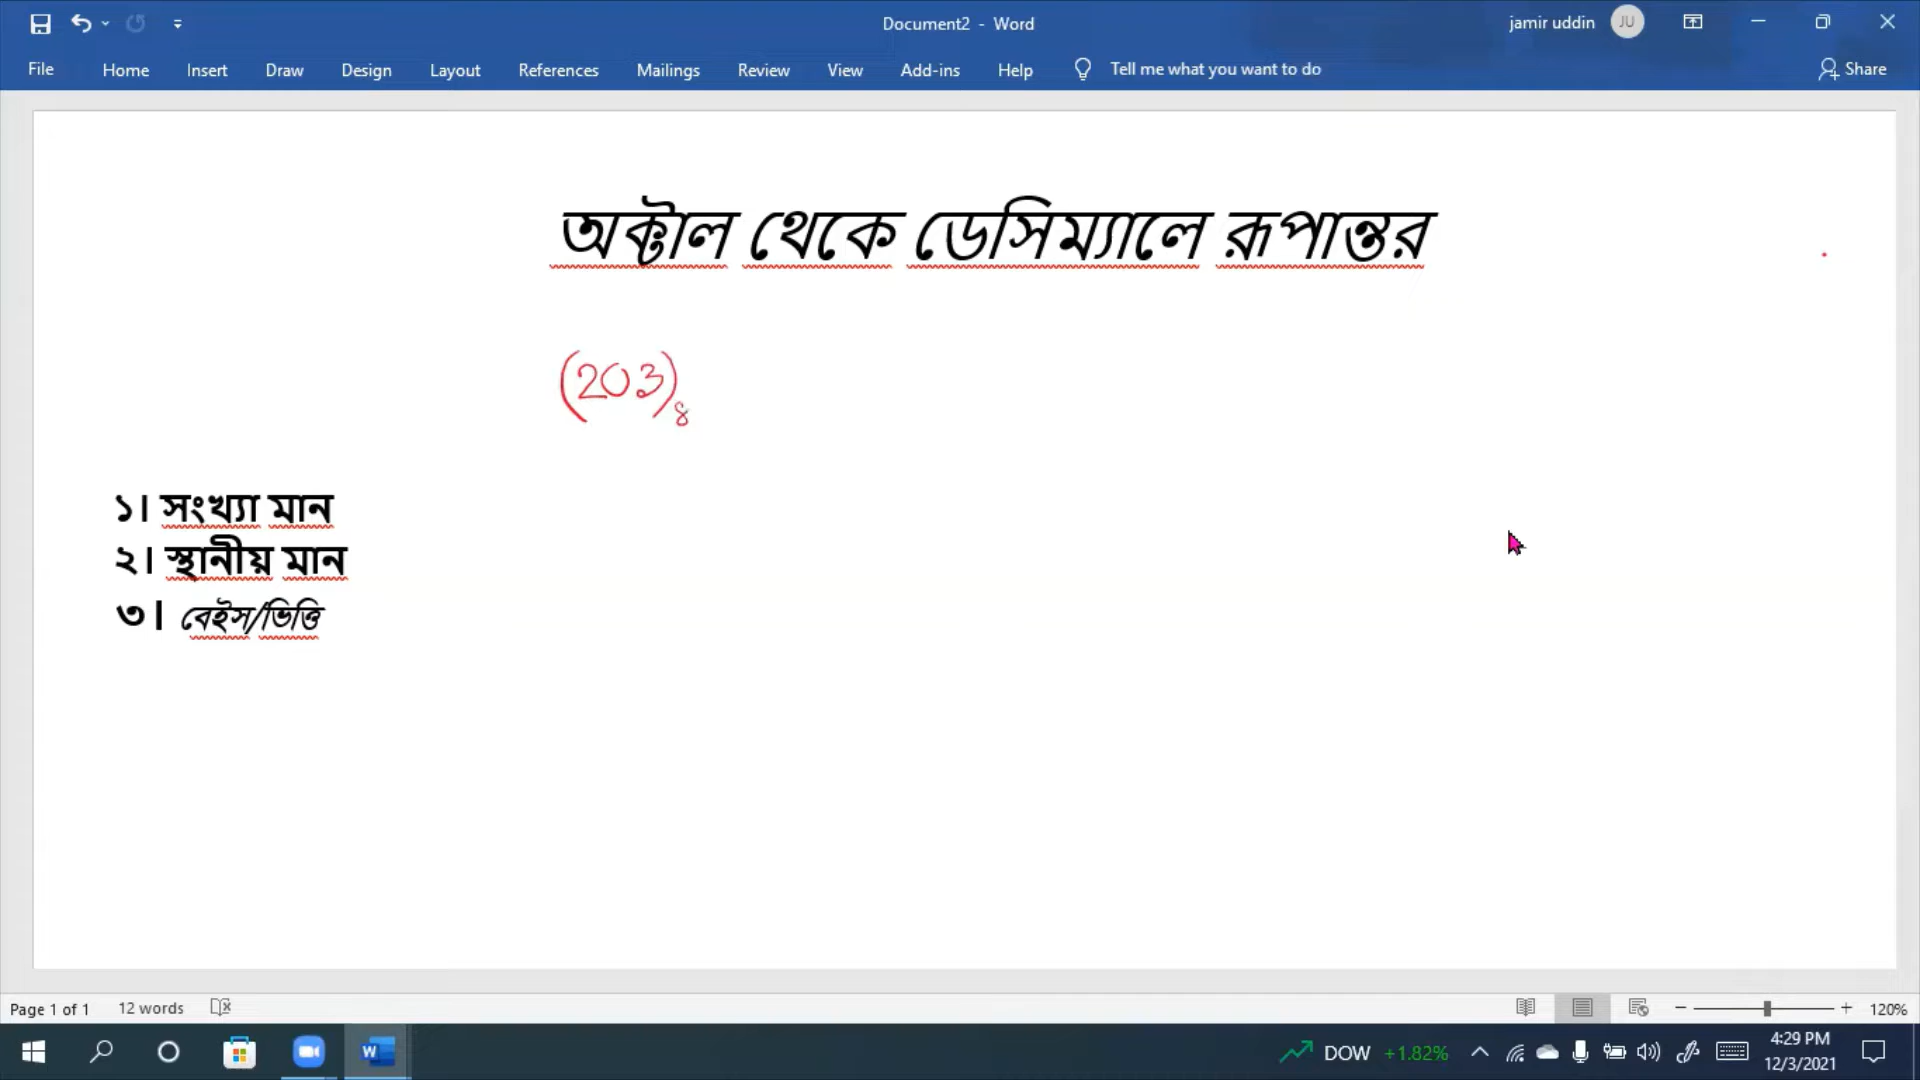 Document2 - Word
jamir uddin JU
File Home Insert Draw Design Layout References Mailings Review View Add-ins Help Tell me what you want to do Share
অক্টাল থেকে ডেসিম্যালে রূপান্তর
(203)8
১। সংখ্যা মান
২। স্থানীয় মান
৩। বেইস/ভিত্তি
Page 1 of 1 12 words 120%
W DOW +1.82% 4:29 PM
12/3/2021